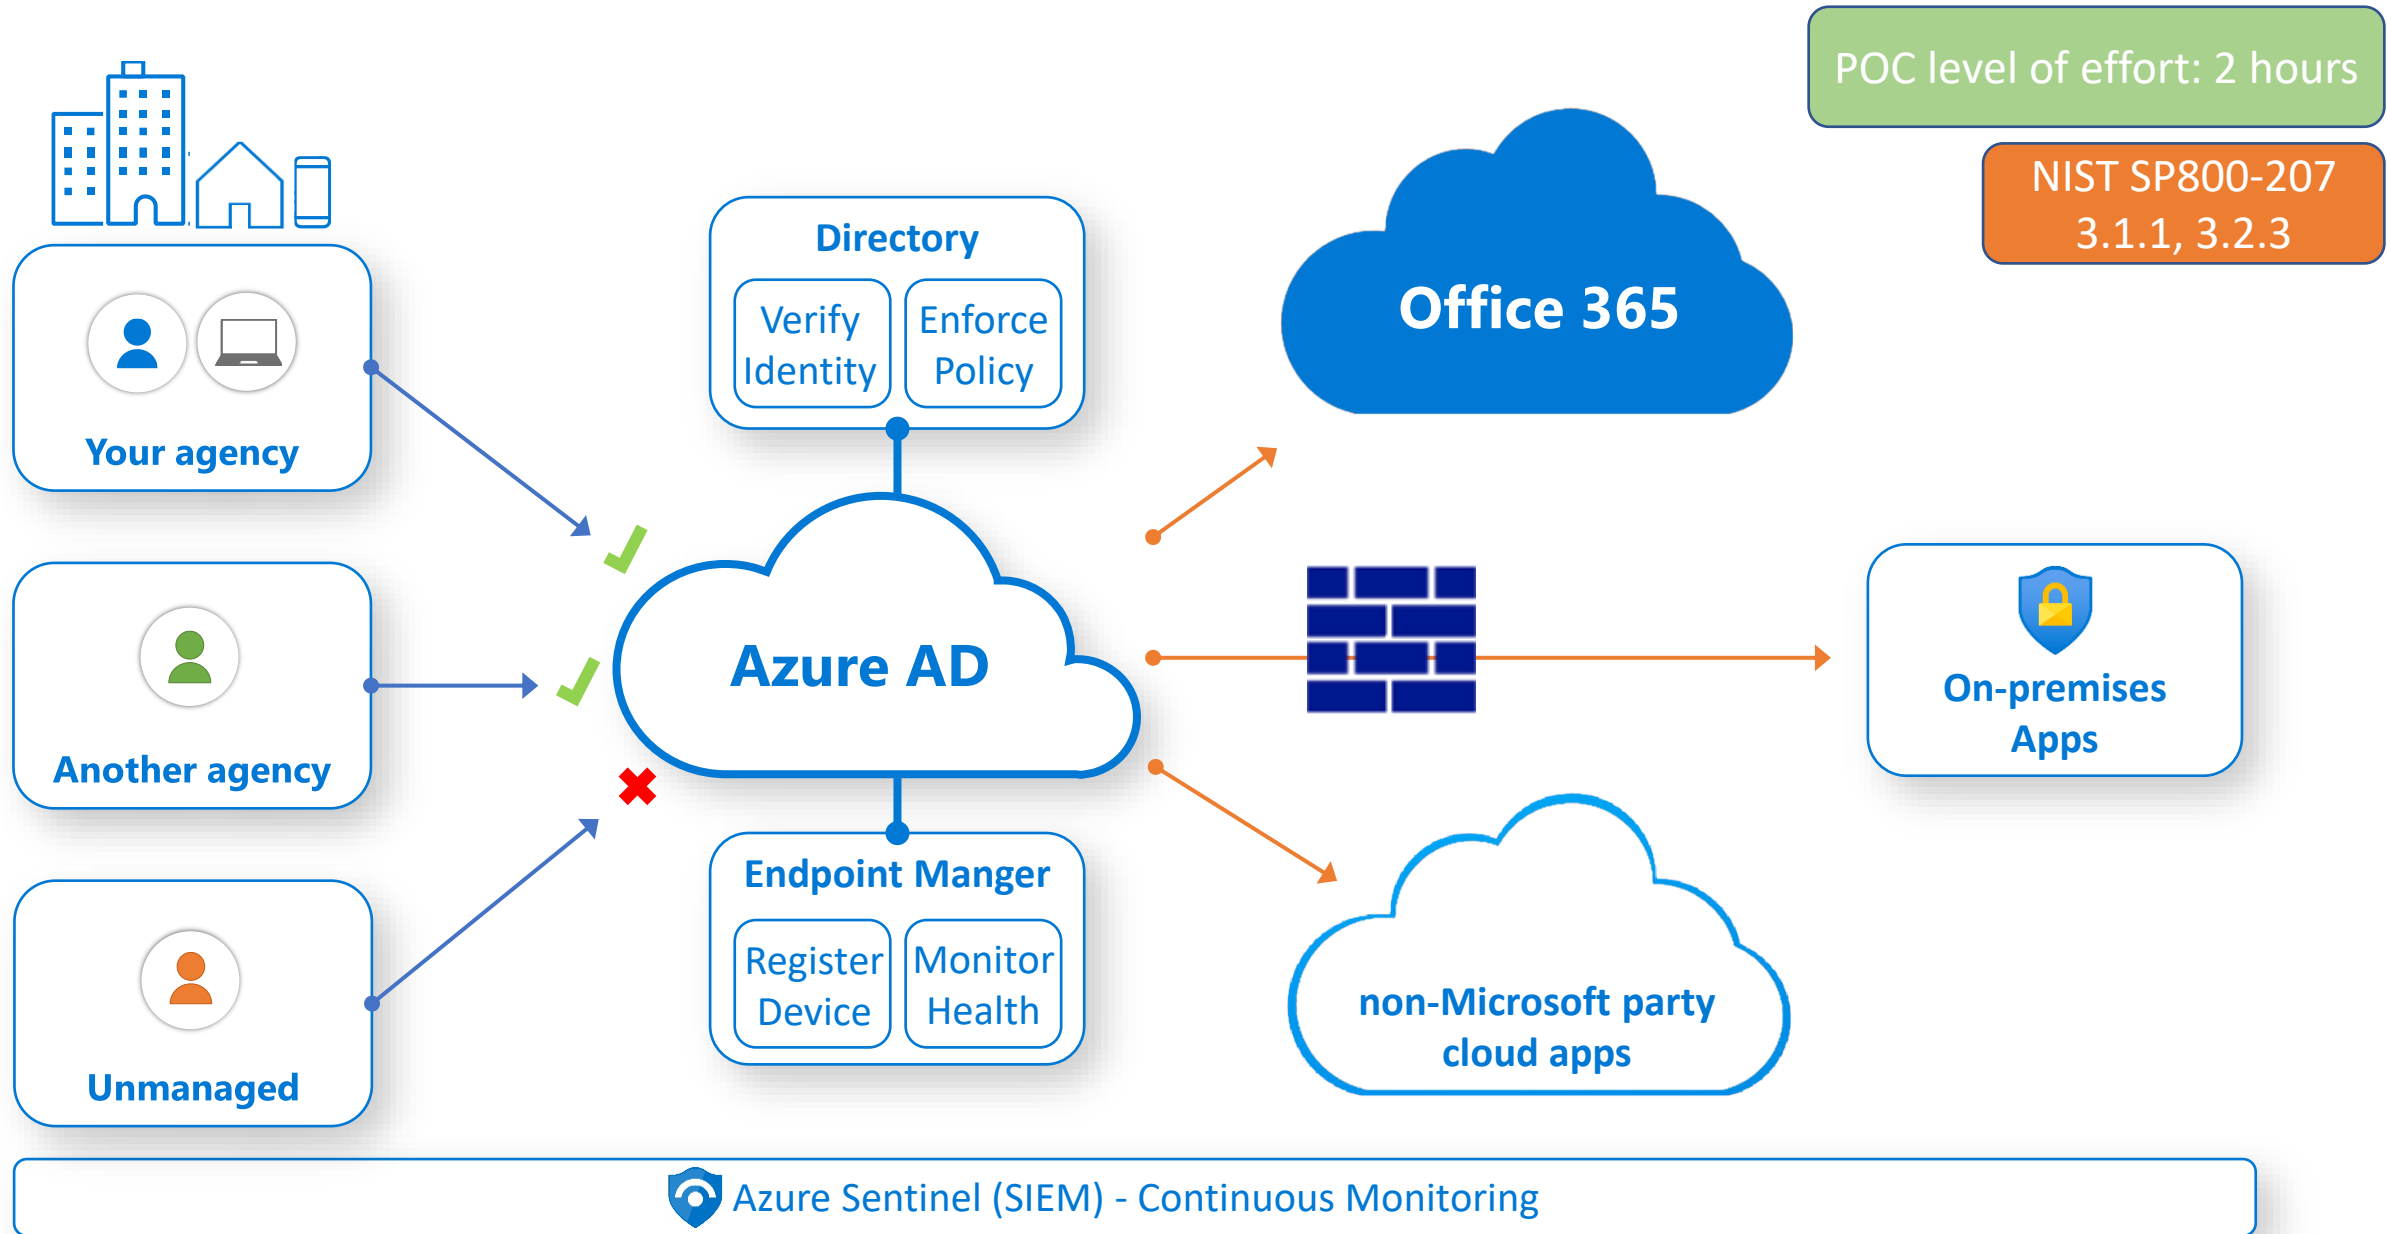 POC level of effort: 2 hours
NIST SP800-207
3.1.1, 3.2.3
Your agency
Another agency
Unmanaged
Directory
Verify
Identity
Enforce
Policy
Azure AD
Endpoint Manger
Register
Device
Monitor
Health
Office 365
On-premises
Apps
non-Microsoft party
cloud apps
Azure Sentinel (SIEM) - Continuous Monitoring